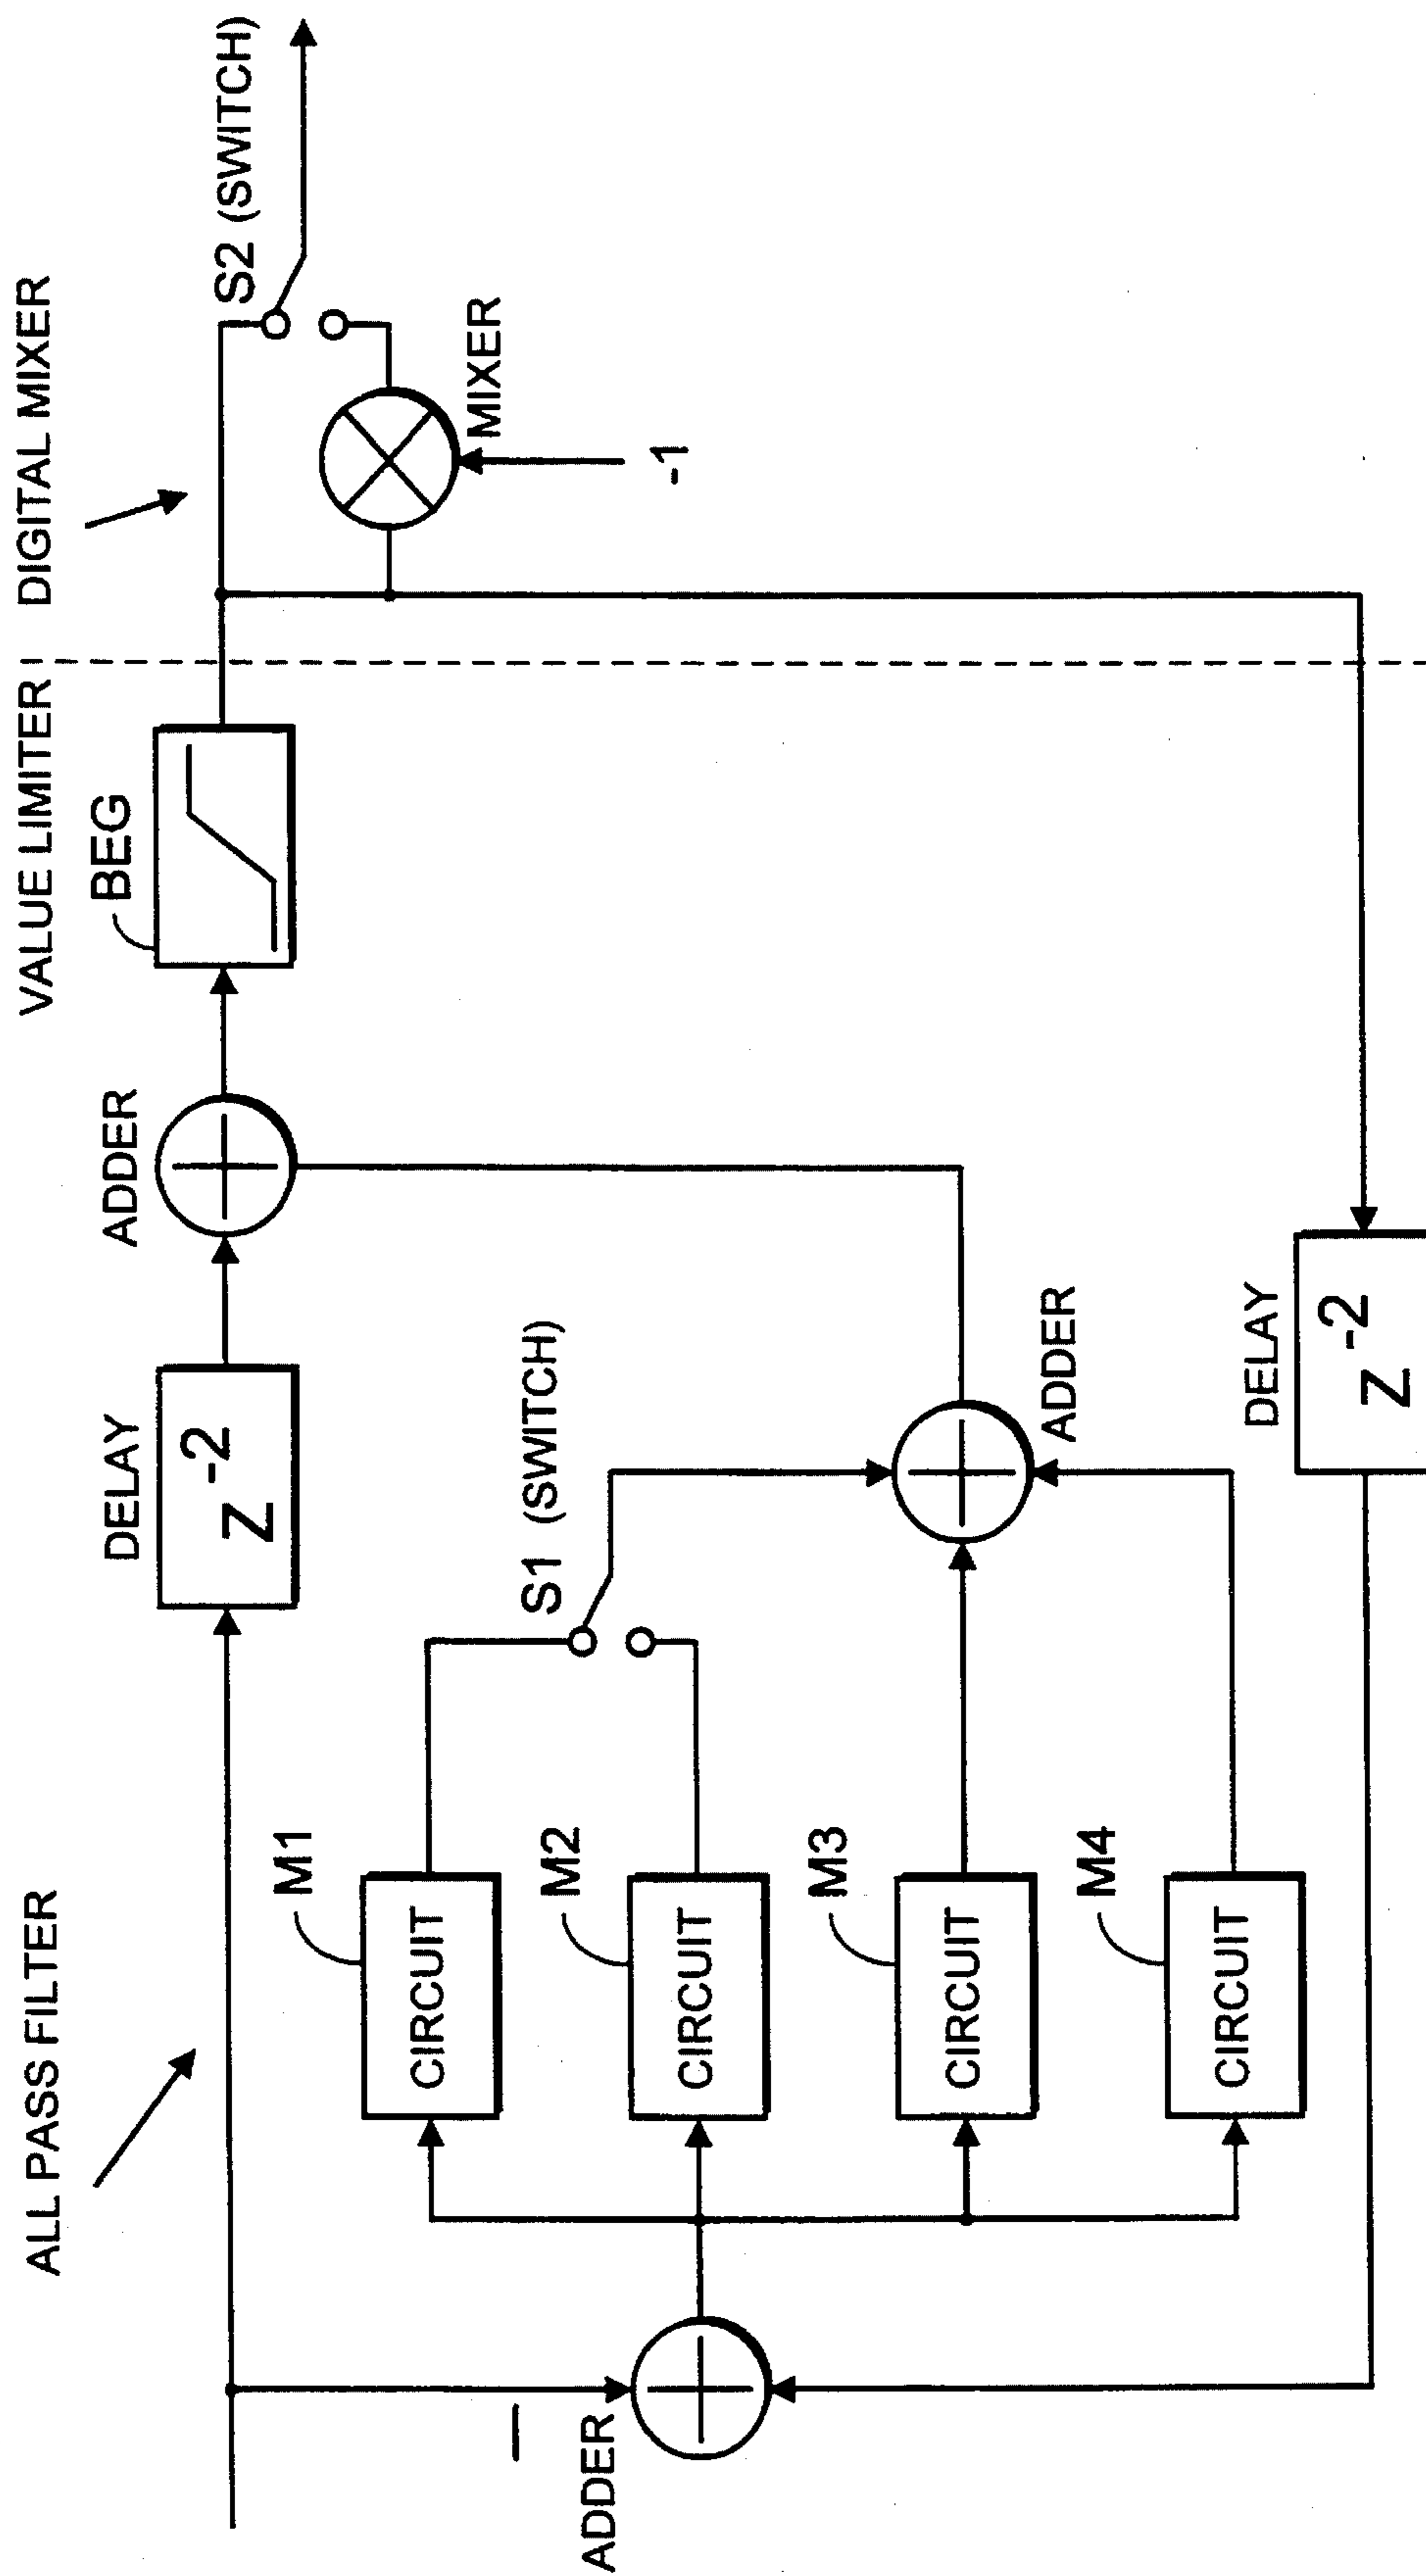 ALL PASS FILTER
VALUE LIMITER
DIGITAL MIXER
DELAY
z-2
ADDER
BEG
S2 (SWITCH)
MIXER
-1
M1
CIRCUIT
M2
CIRCUIT
S1 (SWITCH)
M3
CIRCUIT
M4
CIRCUIT
ADDER
–
ADDER
DELAY
z-2